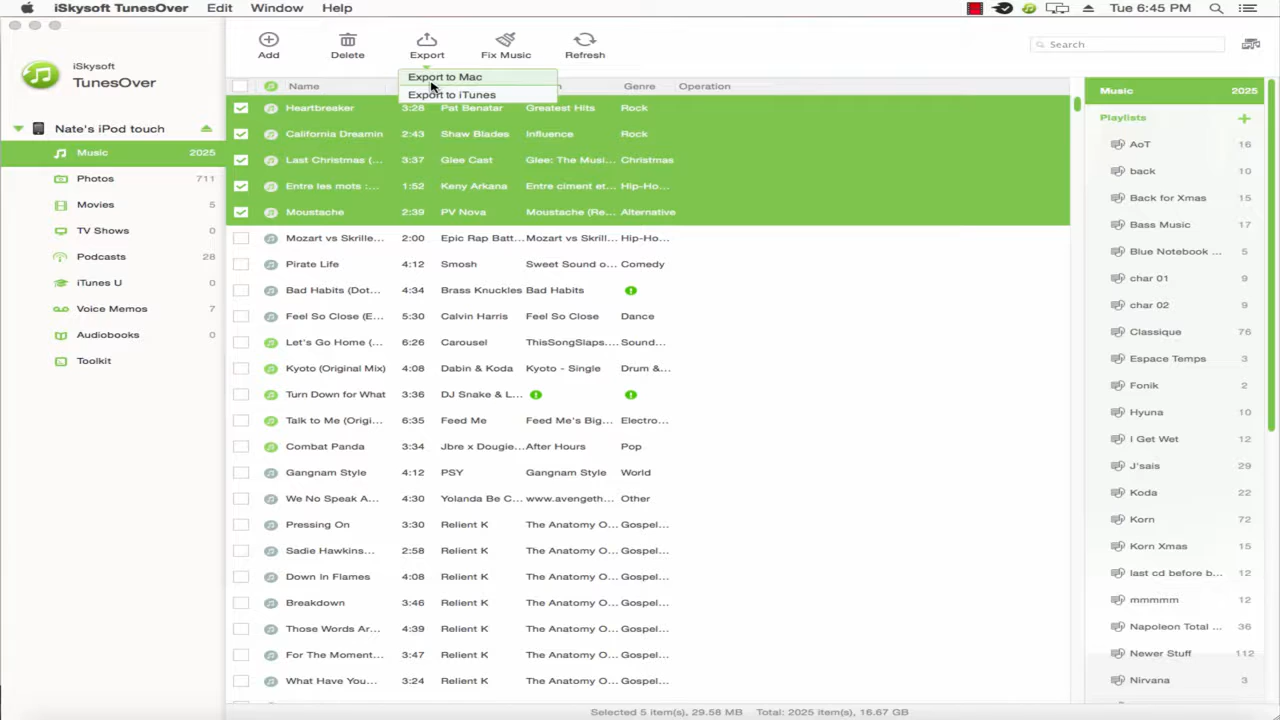 iSkysoft TunesOver Edit Window Help Tue 6:45 PM
iSkysoft
TunesOver
Nate's iPod touch
Music 2025
Photos 711
Movies 5
TV Shows 0
Podcasts 28
iTunes U 0
Voice Memos 7
Audiobooks 0
Toolkit
Add Delete Export Fix Music Refresh
Search
Export to Mac
Export to iTunes
Name Genre Operation
Heartbreaker 3:28 Pat Benatar Greatest Hits Rock
California Dreamin 2:43 Shaw Blades Influence Rock
Last Christmas (... 3:37 Glee Cast Glee: The Musi... Christmas
Entre les mots :... 1:52 Keny Arkana Entre ciment et... Hip-Ho...
Moustache 2:39 PV Nova Moustache (Re... Alternative
Mozart vs Skrille... 2:00 Epic Rap Batt... Mozart vs Skrill... Hip-Ho...
Pirate Life 4:12 Smosh Sweet Sound o... Comedy
Bad Habits (Dot... 4:34 Brass Knuckles Bad Habits
Feel So Close (E... 5:30 Calvin Harris Feel So Close Dance
Let's Go Home (... 6:26 Carousel ThisSongSlaps.... Sound...
Kyoto (Original Mix) 4:08 Dabin & Koda Kyoto - Single Drum &...
Turn Down for What 3:36 DJ Snake & L...
Talk to Me (Origi... 6:35 Feed Me Feed Me's Big... Electro...
Combat Panda 3:34 Jbre x Dougie... After Hours Pop
Gangnam Style 4:12 PSY Gangnam Style World
We No Speak A... 4:30 Yolanda Be C... www.avengeth... Other
Pressing On 3:30 Relient K The Anatomy O... Gospel...
Sadie Hawkins... 2:58 Relient K The Anatomy O... Gospel...
Down in Flames 4:08 Relient K The Anatomy O... Gospel...
Breakdown 3:46 Relient K The Anatomy O... Gospel...
Those Words Ar... 4:39 Relient K The Anatomy O... Gospel...
For The Moment... 3:47 Relient K The Anatomy O... Gospel...
What Have You... 3:24 Relient K The Anatomy O... Gospel...
Selected 5 item(s), 29.58 MB Total: 2025 item(s), 16.67 GB
Music 2025
Playlists +
AoT 16
back 10
Back for Xmas 15
Bass Music 17
Blue Notebook ... 5
char 01 9
char 02 9
Classique 76
Espace Temps 3
Fonik 2
Hyuna 10
I Get Wet 12
J'sais 29
Koda 22
Korn 72
Korn Xmas 15
last cd before b... 12
mmmmm 12
Napoleon Total ... 36
Newer Stuff 112
Nirvana 3